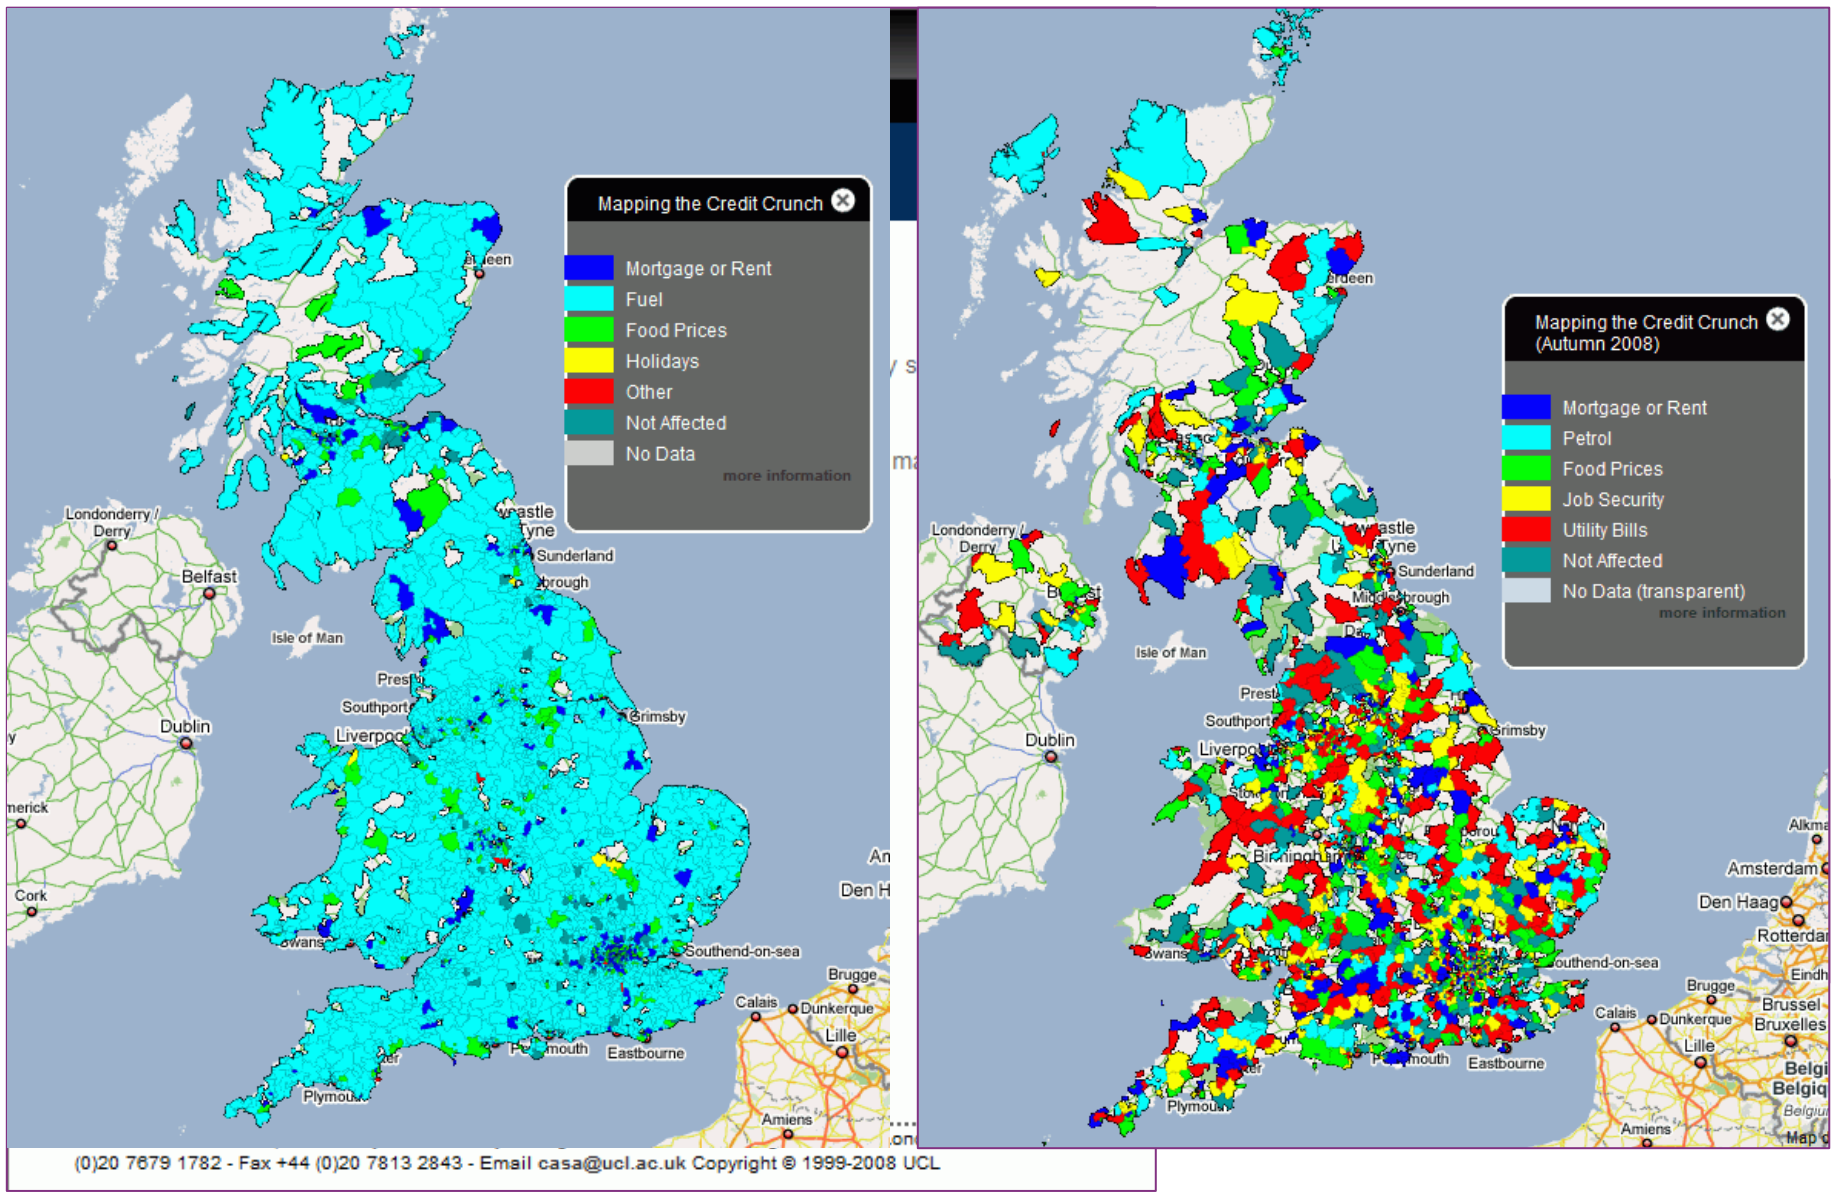 Mapping the Credit Crunch
Mortgage or Rent
Fuel
Food Prices
Holidays
Other
Not Affected
No Data
more information
Londonderry /
Derry
Belfast
Isle of Man
Sunderland
Southport
Liverpool
Grimsby
Dublin
Cork
Southend-on-sea
Brugge
Calais
Dunkerque
Lille
Eastbourne
Amiens
Mapping the Credit Crunch
(Autumn 2008)
Mortgage or Rent
Petrol
Food Prices
Job Security
Utility Bills
Not Affected
No Data (transparent)
more information
Londonderry /
Derry
Sunderland
Middlesbrough
Isle of Man
Southport
Grimsby
Dublin
Birmingham
Amsterdam
Den Haag
Brugge
Calais
Dunkerque
Bruxelles
Lille
Eastbourne
Amiens
(0)20 7679 1782 - Fax +44 (0)20 7813 2843 - Email casa@ucl.ac.uk Copyright © 1999-2008 UCL